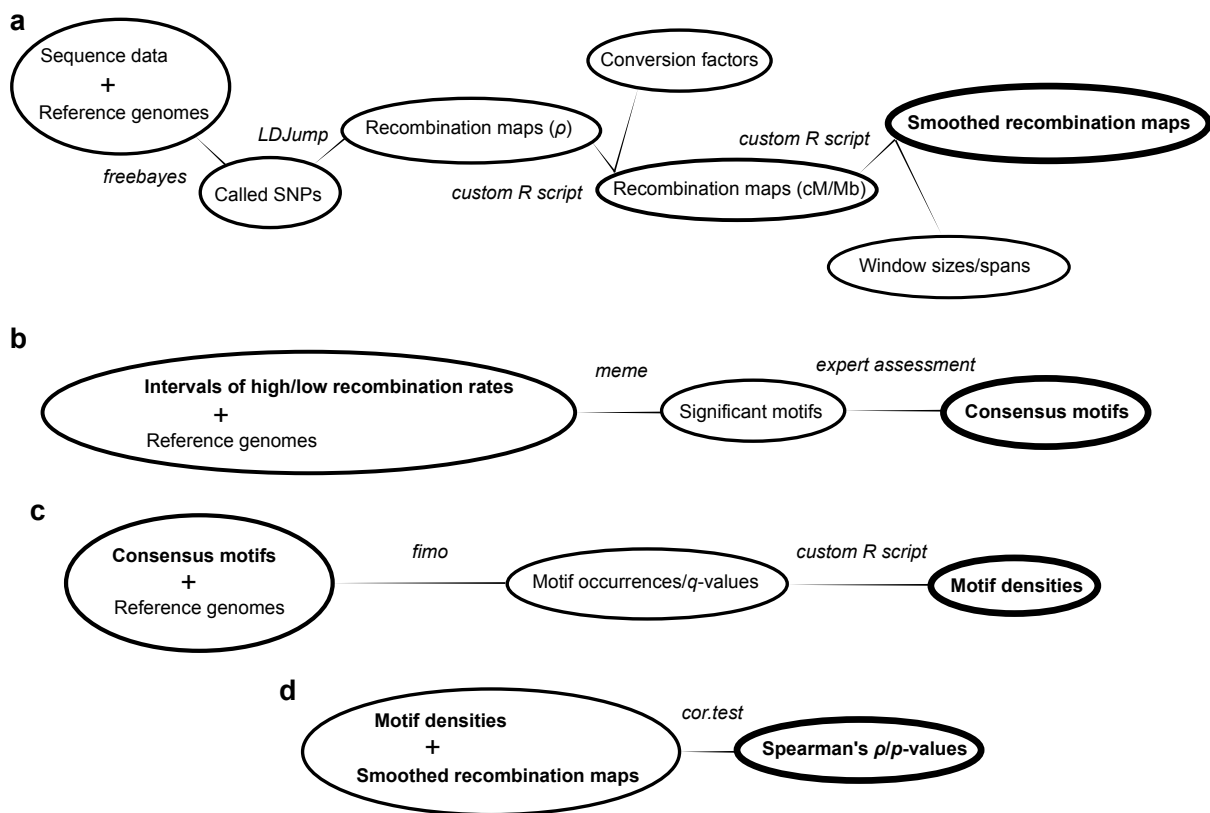 a
Sequence data
+
Reference genomes
freebayes
Called SNPs
LDJump
Recombination maps (ρ)
Conversion factors
custom R script
Recombination maps (cM/Mb)
custom R script
Smoothed recombination maps
Window sizes/spans
b
Intervals of high/low recombination rates
+
Reference genomes
meme
Significant motifs
expert assessment
Consensus motifs
c
Consensus motifs
+
Reference genomes
fimo
Motif occurrences/q-values
custom R script
Motif densities
d
Motif densities
+
Smoothed recombination maps
cor.test
Spearman's ρ/p-values